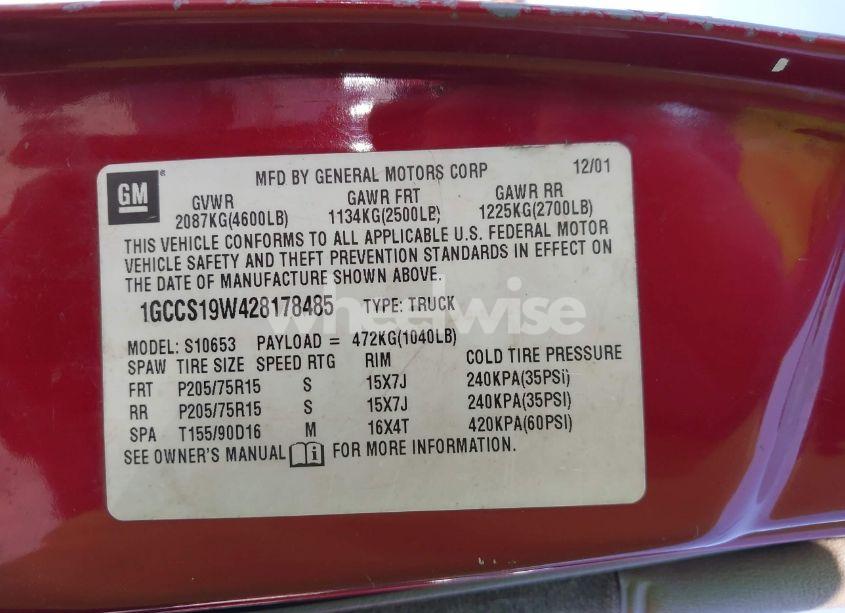 GM ® MFD BY GENERAL MOTORS CORP 12/01
GVWR GAWR FRT GAWR RR
2087KG(4600LB) 1134KG(2500LB) 1225KG(2700LB)
THIS VEHICLE CONFORMS TO ALL APPLICABLE U.S. FEDERAL MOTOR
VEHICLE SAFETY AND THEFT PREVENTION STANDARDS IN EFFECT ON
THE DATE OF MANUFACTURE SHOWN ABOVE.
1GCCS19W428178485 TYPE: TRUCK
wheelwise
MODEL: S10653 PAYLOAD = 472KG(1040LB)
SPAW TIRE SIZE SPEED RTG RIM COLD TIRE PRESSURE
FRT P205/75R15 S 15X7J 240KPA(35PSi)
RR P205/75R15 S 15X7J 240KPA(35PSI)
SPA T155/90D16 M 16X4T 420KPA(60PSI)
SEE OWNER'S MANUAL i FOR MORE INFORMATION.